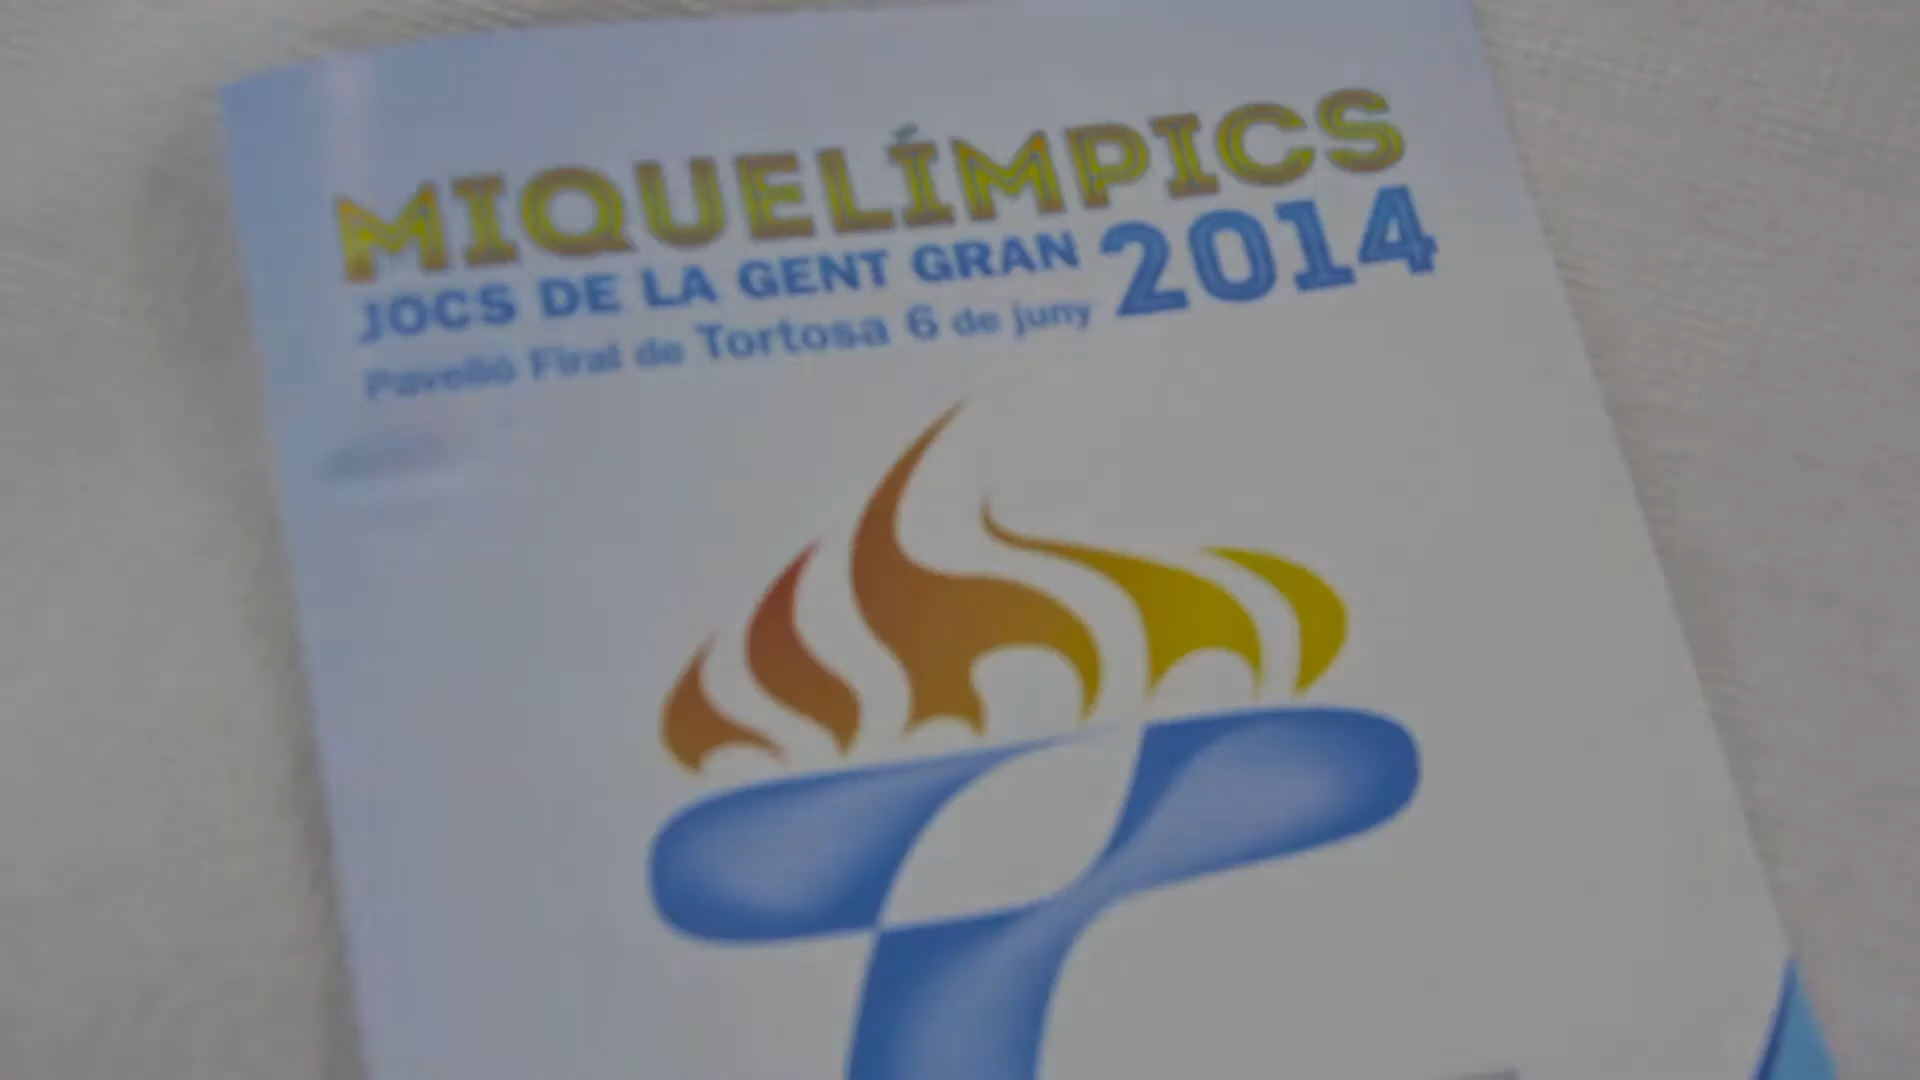 MIQUELÍMPICS
JOCS DE LA GENT GRAN 2014
Pavelló Firal de Tortosa 6 de juny